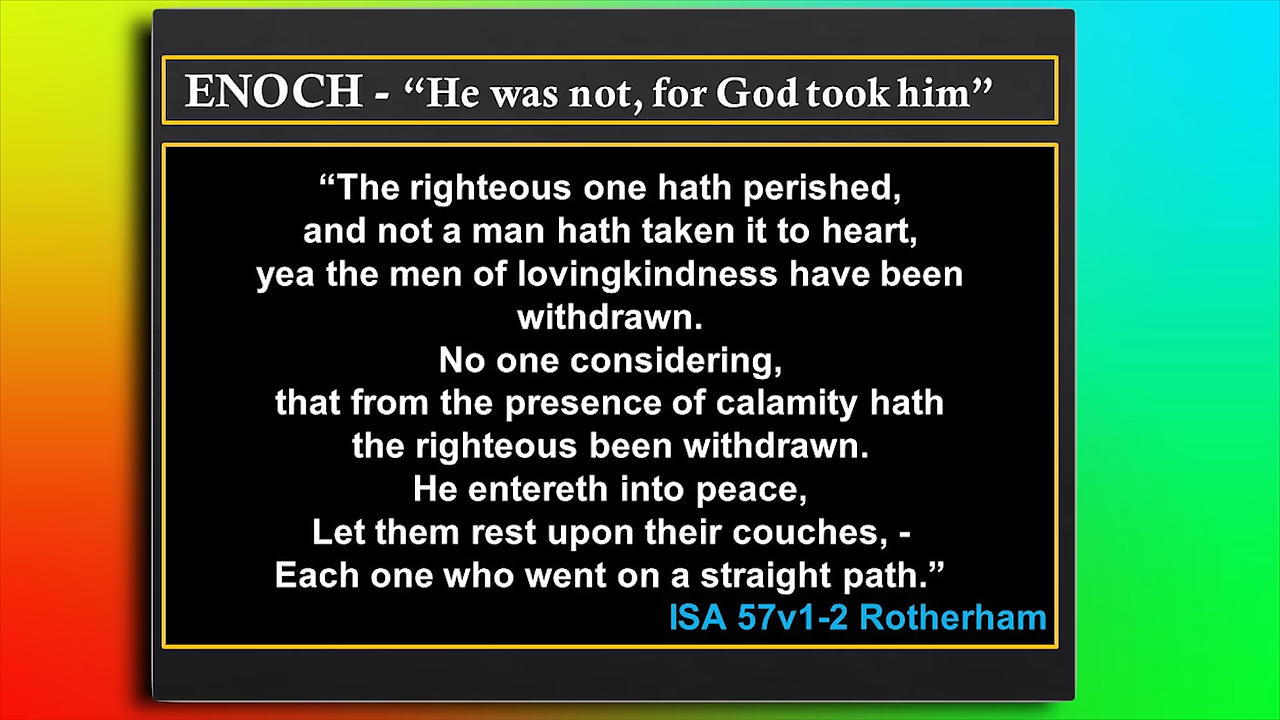 ENOCH - “He was not, for God took him”
“The righteous one hath perished,
and not a man hath taken it to heart,
yea the men of lovingkindness have been
withdrawn.
No one considering,
that from the presence of calamity hath
the righteous been withdrawn.
He entereth into peace,
Let them rest upon their couches, -
Each one who went on a straight path.”
ISA 57v1-2 Rotherham